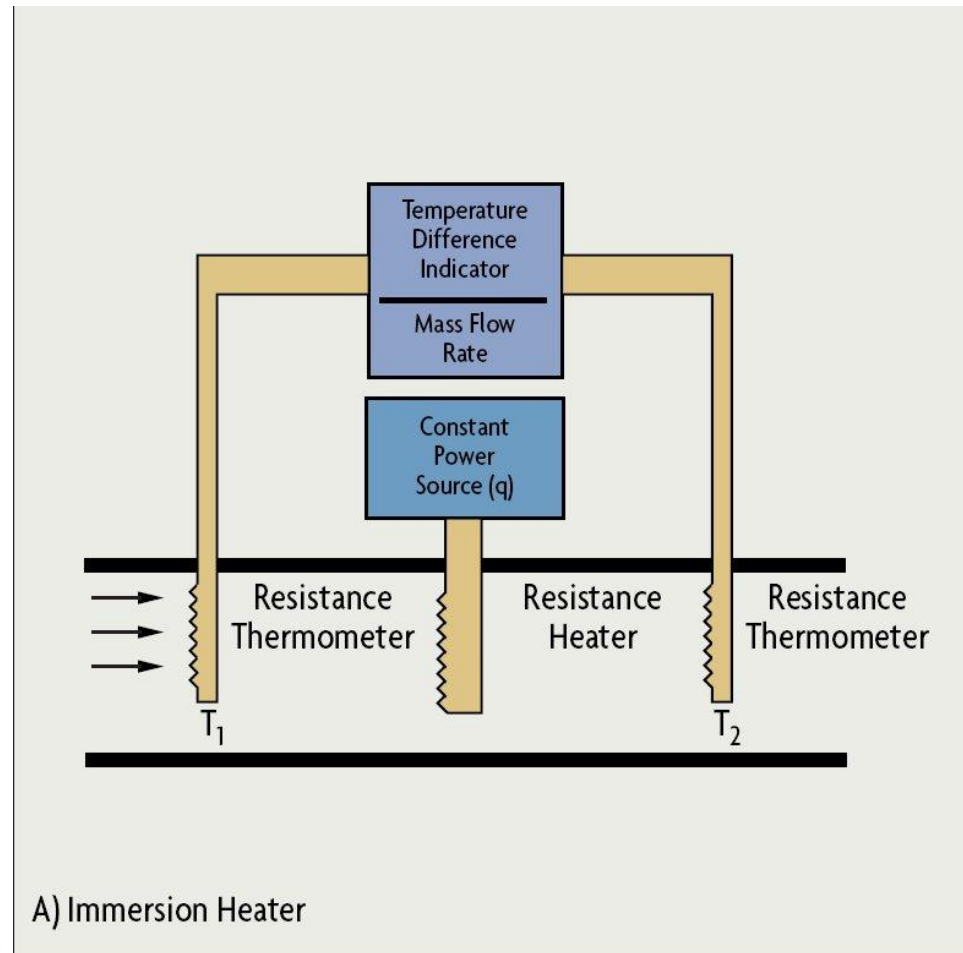 Temperature
Difference
Indicator
Mass Flow
Rate
Constant
Power
Source (q)
Resistance
Thermometer
Resistance
Heater
Resistance
Thermometer
T1
T2
A) Immersion Heater